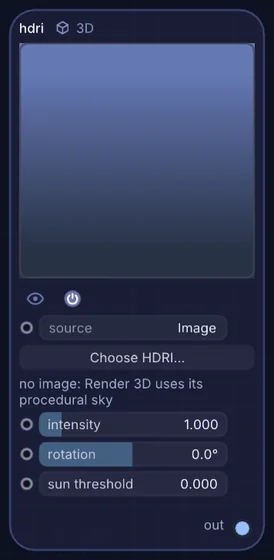 hdri 3D
source Image
Choose HDRI...
no image: Render 3D uses its
procedural sky
intensity 1.000
rotation 0.0°
sun threshold 0.000
out